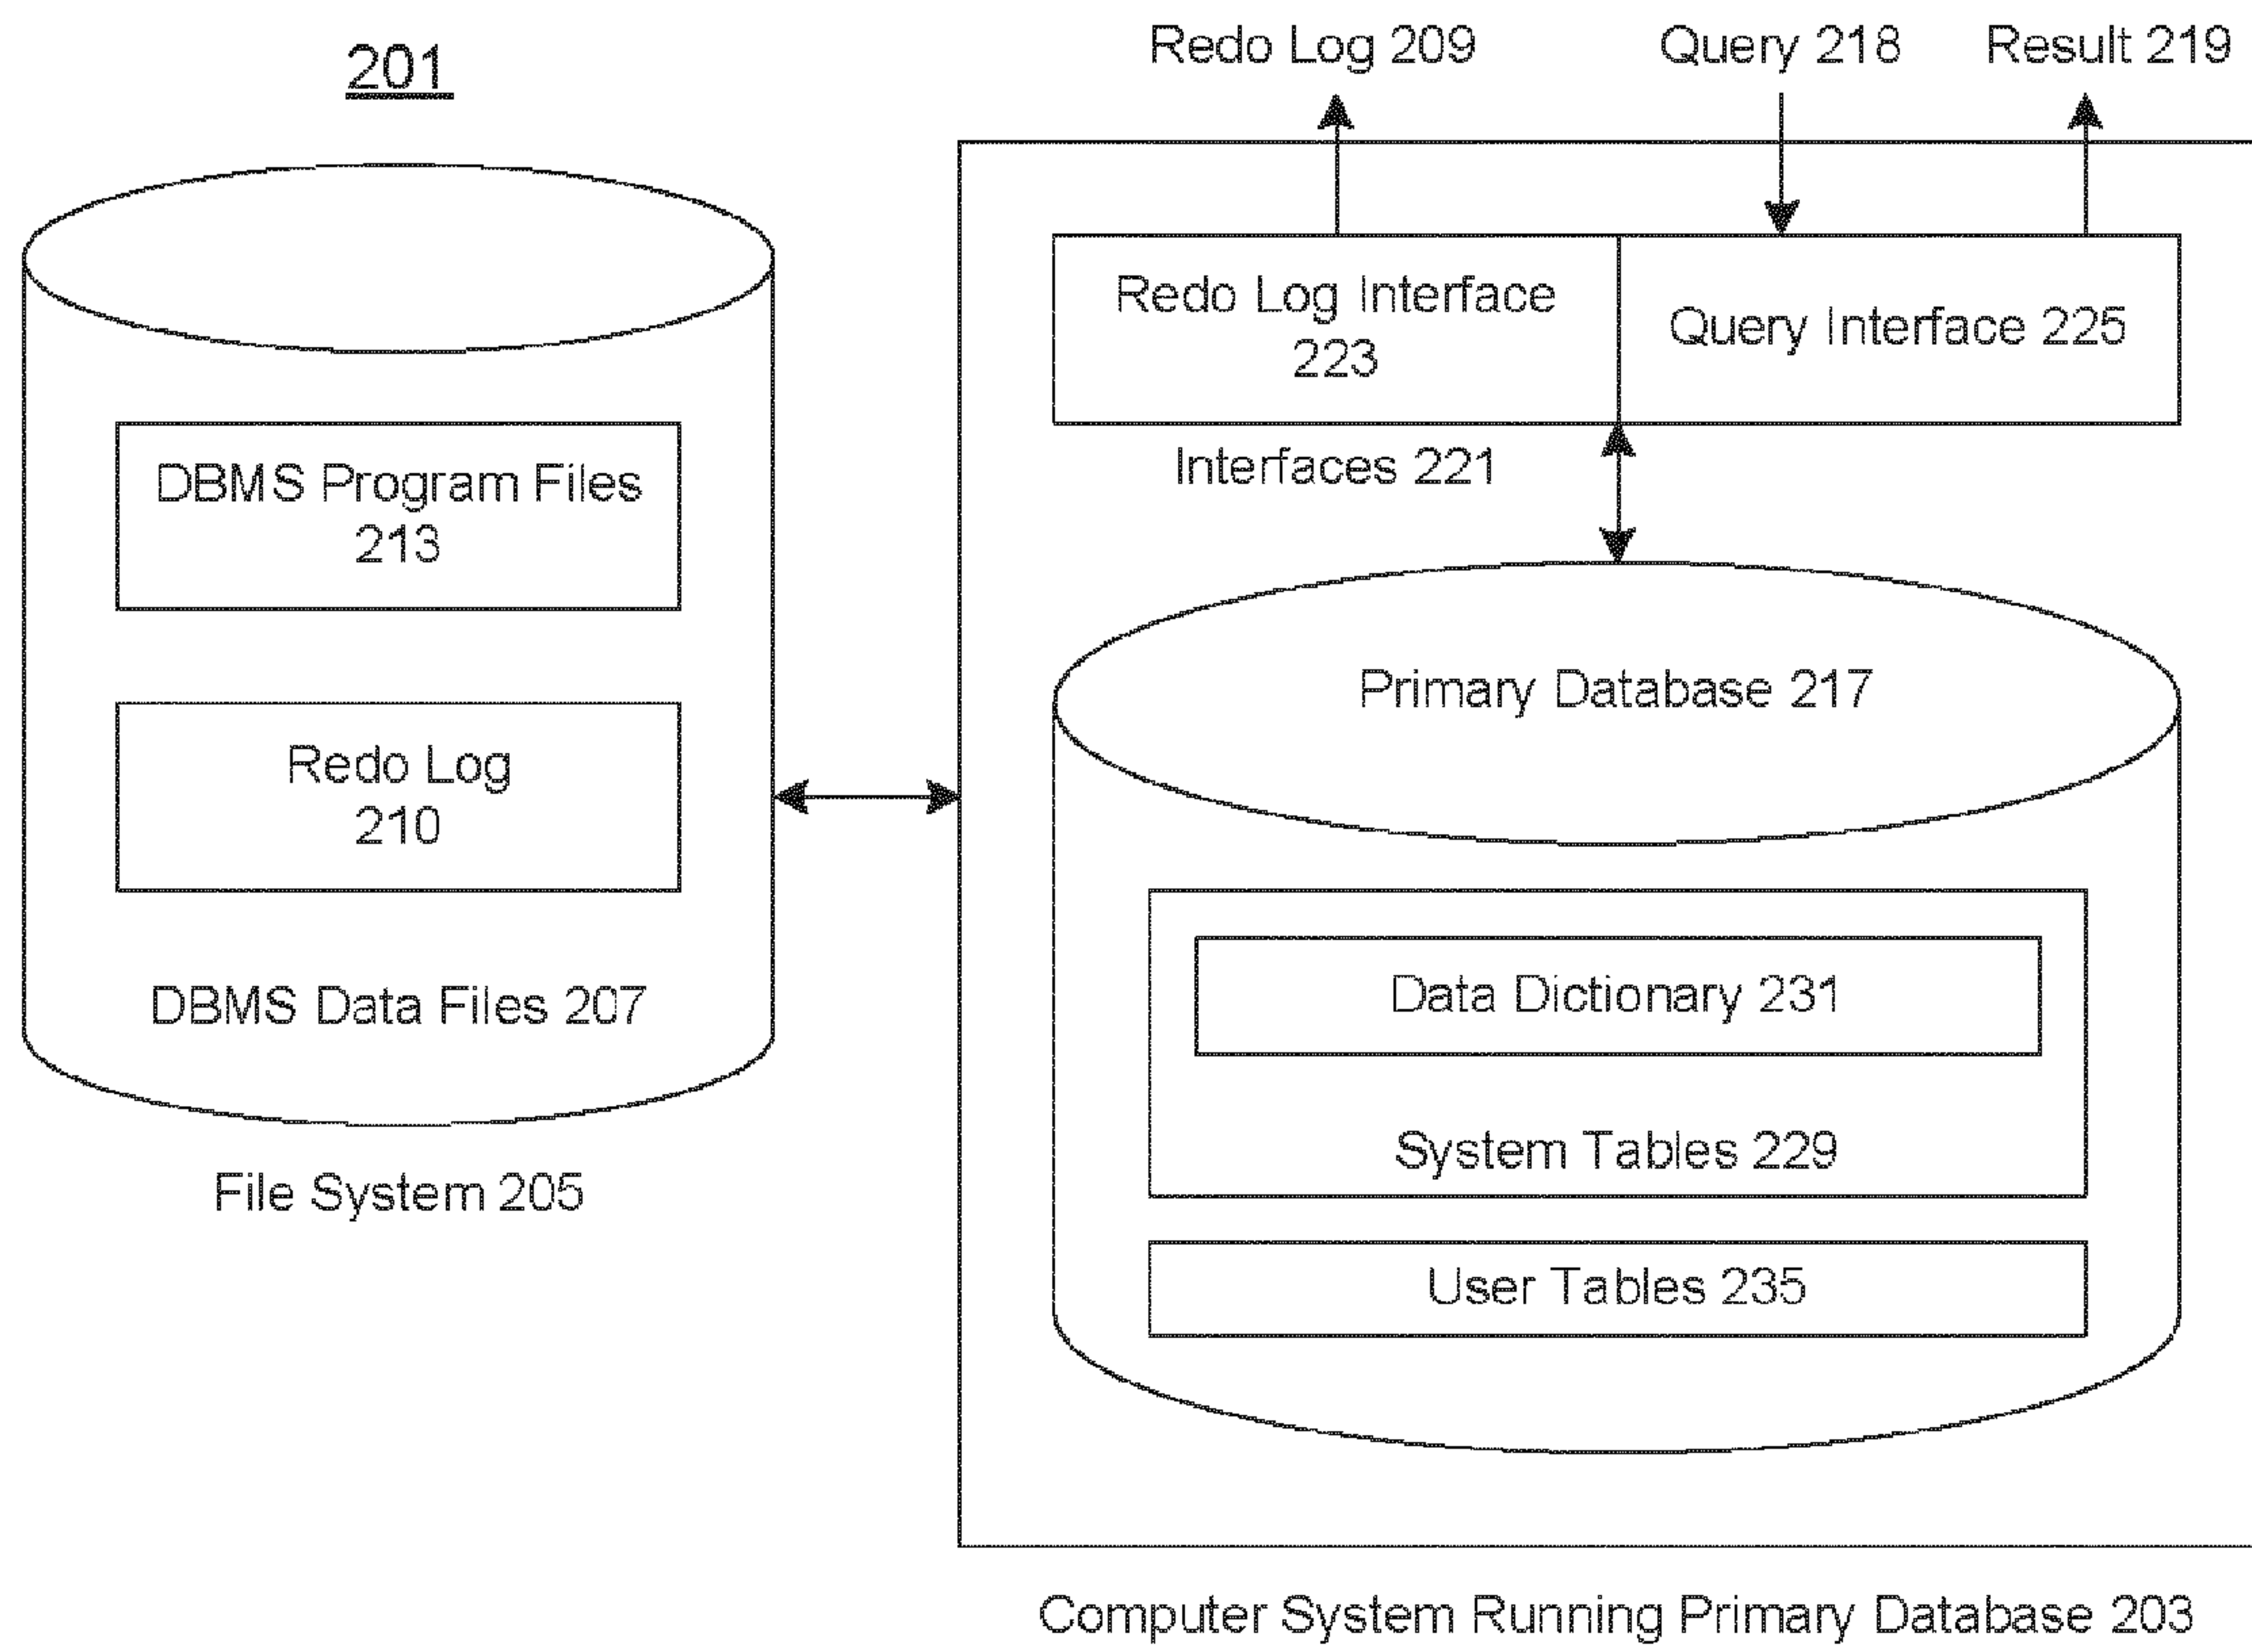 201
Redo Log 209
Query 218
Result 219
Redo Log Interface
223
Query Interface 225
Interfaces 221
DBMS Program Files
213
Redo Log
210
DBMS Data Files 207
File System 205
Primary Database 217
Data Dictionary 231
System Tables 229
User Tables 235
Computer System Running Primary Database 203